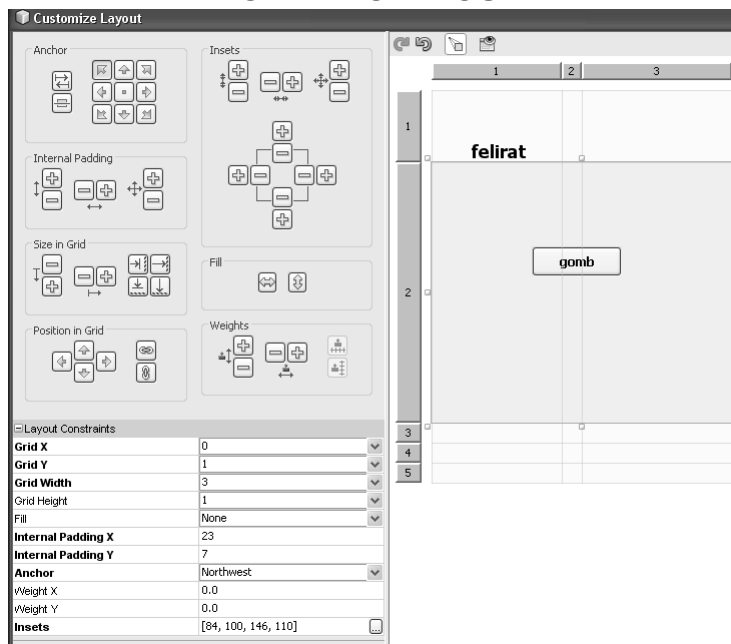 Customize Layout
Anchor
Insets
Internal Padding
Size in Grid
Fill
Position in Grid
Weights
1
2
3
1
felirat
gomb
2
3
4
5
Layout Constraints
Grid X 0
Grid Y 1
Grid Width 3
Grid Height 1
Fill None
Internal Padding X 23
Internal Padding Y 7
Anchor Northwest
Weight X 0.0
Weight Y 0.0
Insets [84, 100, 146, 110] ...